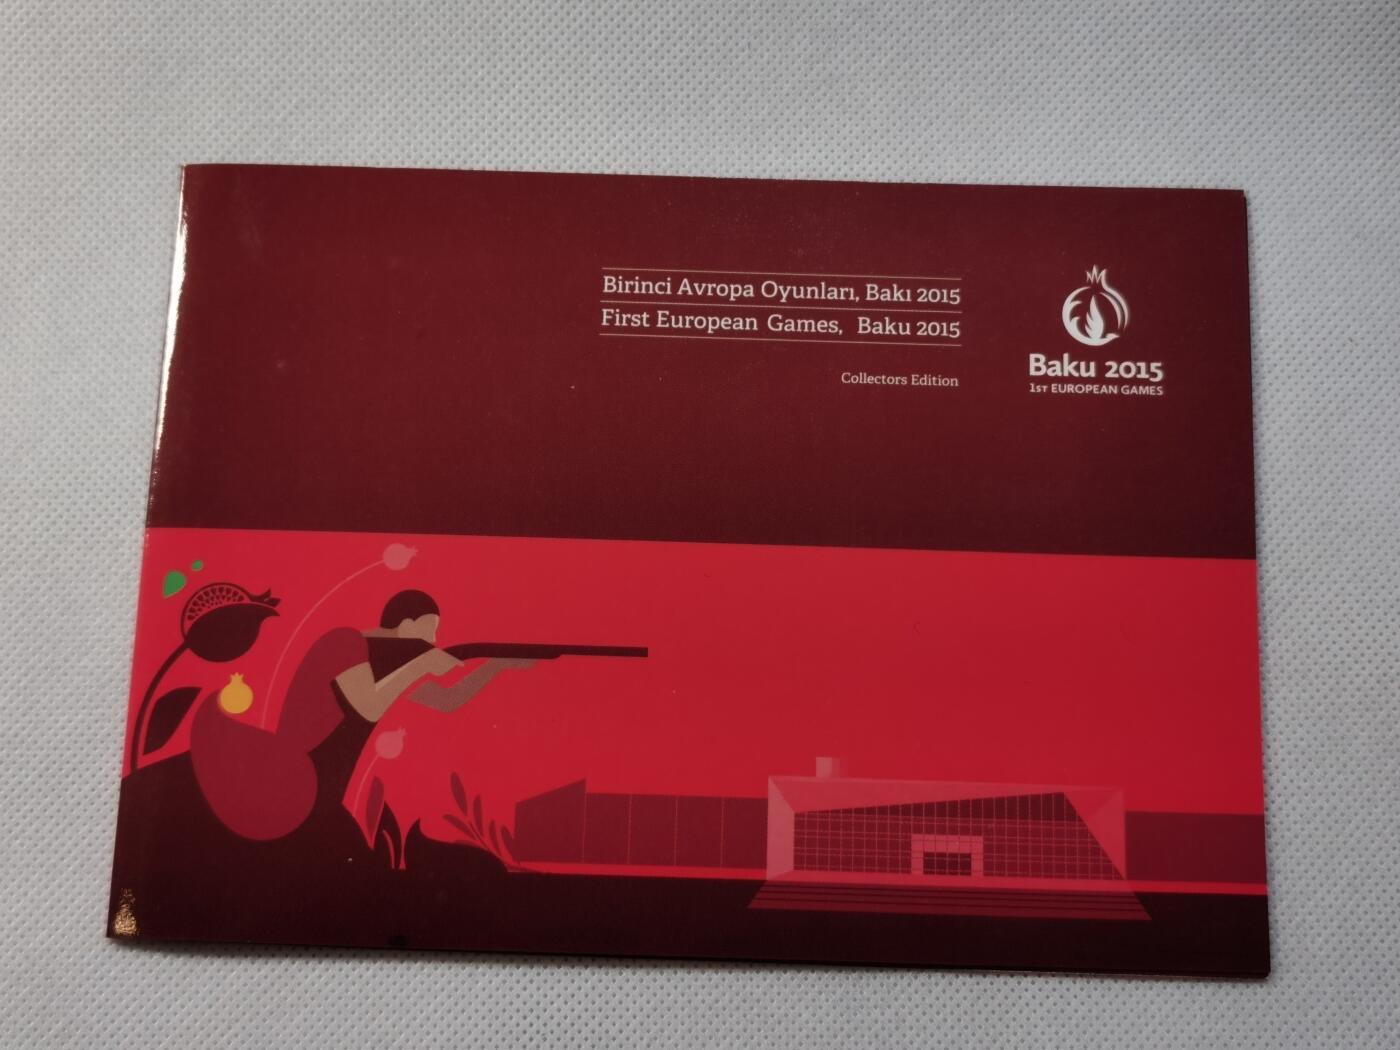 Birinci Avropa Oyunları, Bakı 2015
First European Games, Baku 2015
Collectors Edition
Baku 2015
1ST EUROPEAN GAMES